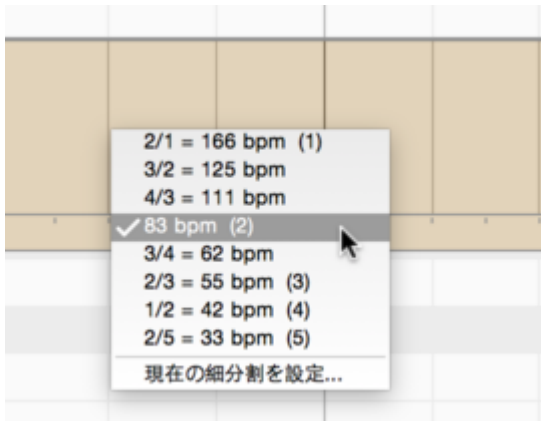 2/1 = 166 bpm (1)
3/2 = 125 bpm
4/3 = 111 bpm
✓83 bpm (2)
3/4 = 62 bpm
2/3 = 55 bpm (3)
1/2 = 42 bpm (4)
2/5 = 33 bpm (5)
現在の細分割を設定...